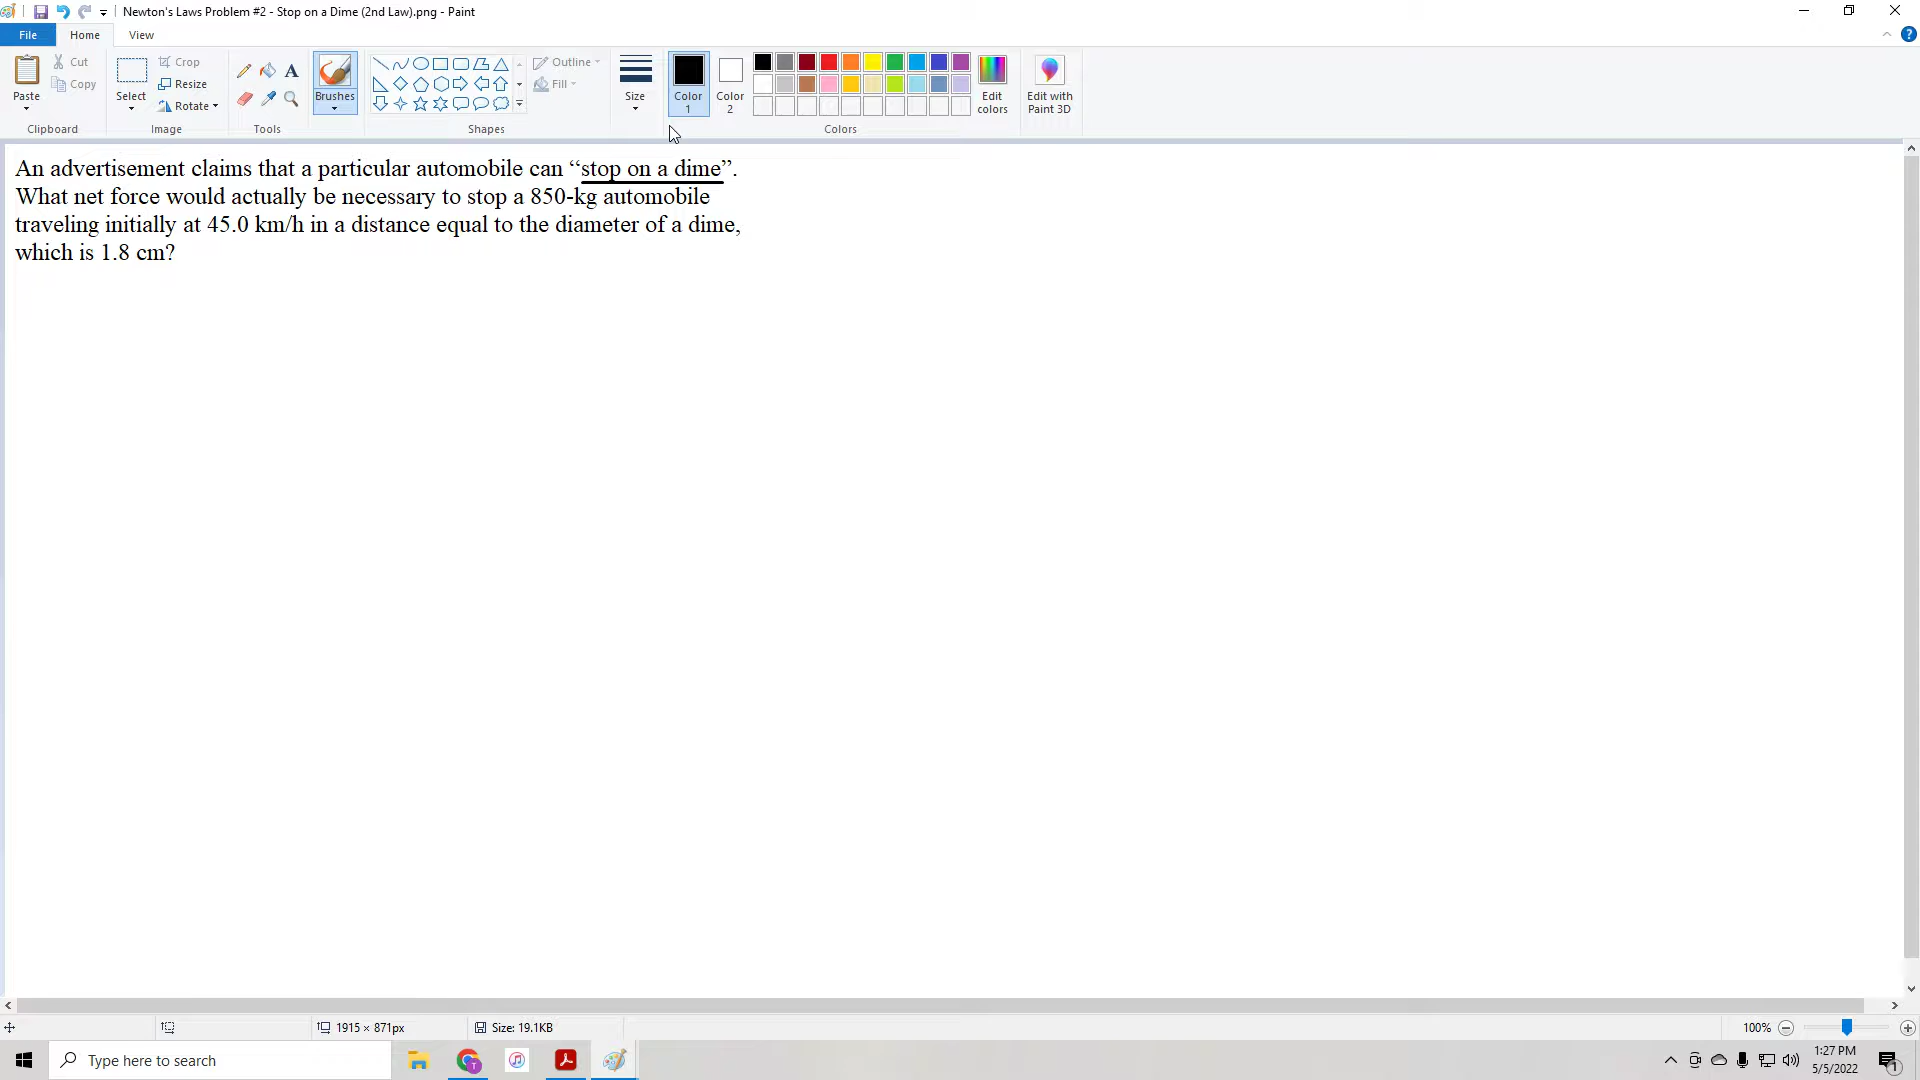 Newton's Laws Problem #2 - Stop on a Dime (2nd Law).png - Paint
File Home View
Paste
Cut
Copy
Clipboard
Select
Crop
Resize
Rotate
Image
A
Tools
Brushes
Shapes
Outline
Fill
Size
Color 1
Color 2
Colors
Edit colors
Edit with Paint 3D
An advertisement claims that a particular automobile can “stop on a dime”.
What net force would actually be necessary to stop a 850-kg automobile
traveling initially at 45.0 km/h in a distance equal to the diameter of a dime,
which is 1.8 cm?
1915 × 871px
Size: 19.1KB
100%
Type here to search
1:27 PM
5/5/2022